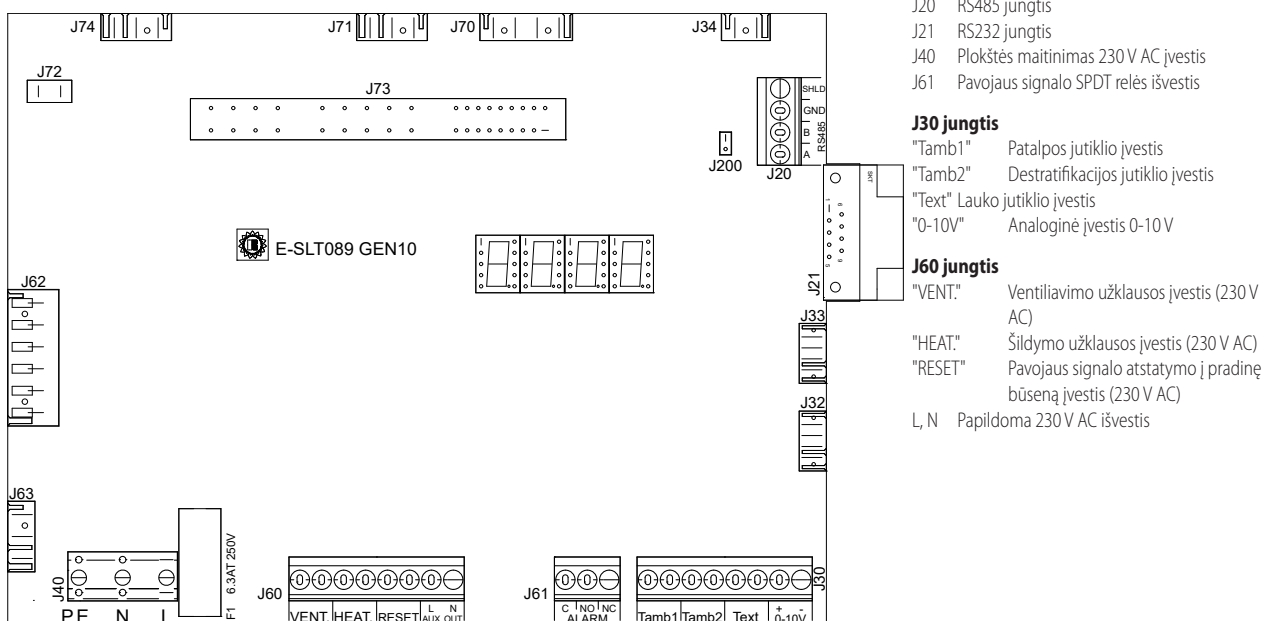 J74
J71
J70
J34
J72
J73
SHLD
GND
B
A
RS485
J200
J20
SKT
1
6
5
9
E-SLT089 GEN10
J21
J62
J33
J32
J63
J40
PE N L
F1 6.3AT 250V
J60
VENT. HEAT. RESET L N AUX OUT
J61
C NO NC
ALARM
Tamb1 Tamb2 Text + - 0-10V
J30
J20 RS485 jungtis
J21 RS232 jungtis
J40 Plokštės maitinimas 230 V AC įvestis
J61 Pavojaus signalo SPDT relės išvestis
J30 jungtis
"Tamb1" Patalpos jutiklio įvestis
"Tamb2" Destratifikacijos jutiklio įvestis
"Text" Lauko jutiklio įvestis
"0-10V" Analoginė įvestis 0-10 V
J60 jungtis
"VENT." Ventiliavimo užklausos įvestis (230 V
AC)
"HEAT." Šildymo užklausos įvestis (230 V AC)
"RESET" Pavojaus signalo atstatymo į pradinę
būseną įvestis (230 V AC)
L, N Papildoma 230 V AC išvestis